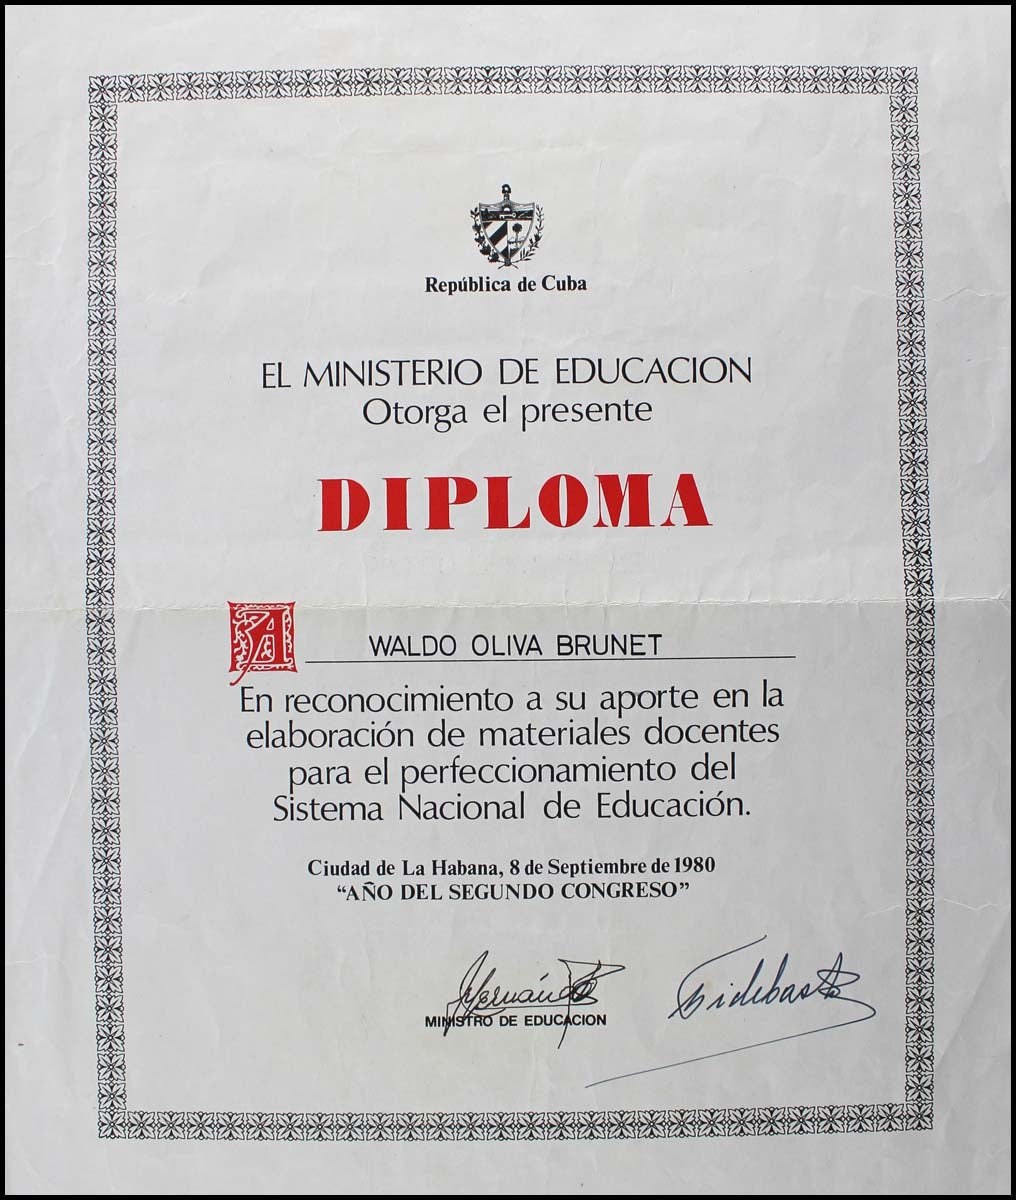 República de Cuba
EL MINISTERIO DE EDUCACION
Otorga el presente
DIPLOMA
A WALDO OLIVA BRUNET
En reconocimiento a su aporte en la
elaboración de materiales docentes
para el perfeccionamiento del
Sistema Nacional de Educación.
Ciudad de La Habana, 8 de Septiembre de 1980
“AÑO DEL SEGUNDO CONGRESO”
MINISTRO DE EDUCACION